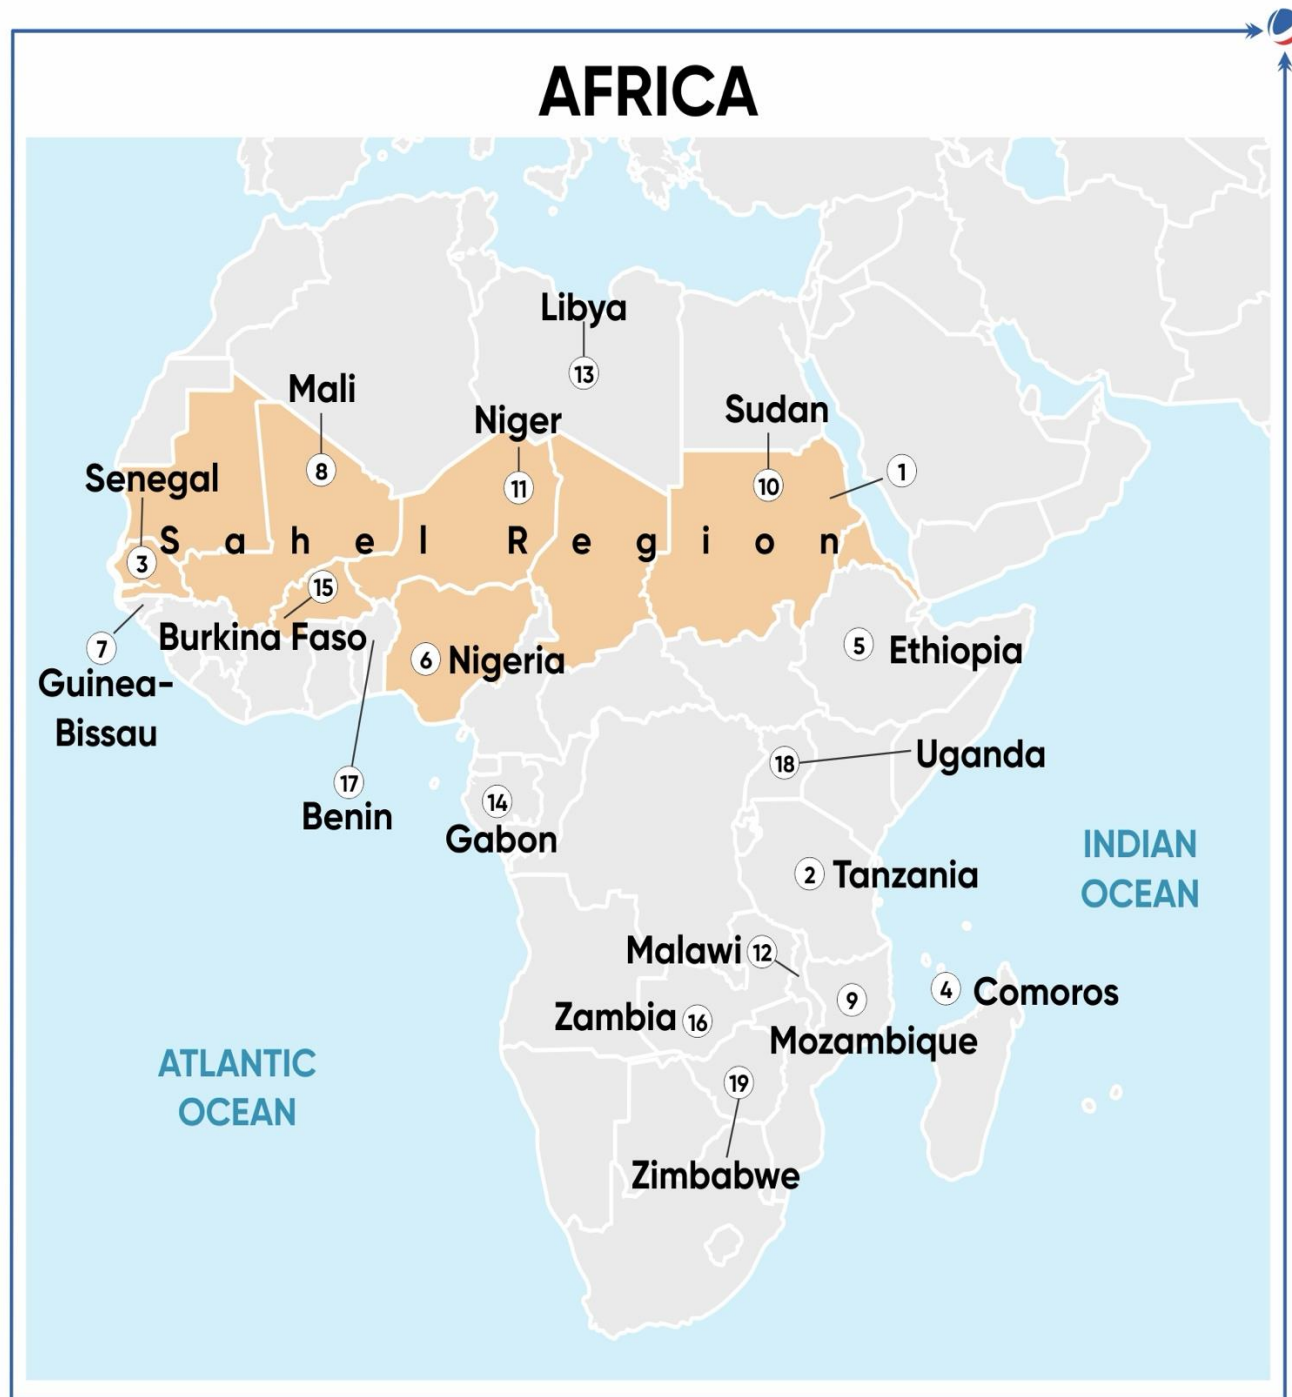 AFRICA
Libya
13
Mali
8
Niger
11
Sudan
10
1
Senegal
3
Sahel Region
15
Burkina Faso
7
Guinea-
Bissau
6 Nigeria
5 Ethiopia
17
Benin
14
Gabon
18 Uganda
2 Tanzania
INDIAN
OCEAN
Malawi 12
4 Comoros
Zambia 16
9
Mozambique
ATLANTIC
OCEAN
19
Zimbabwe